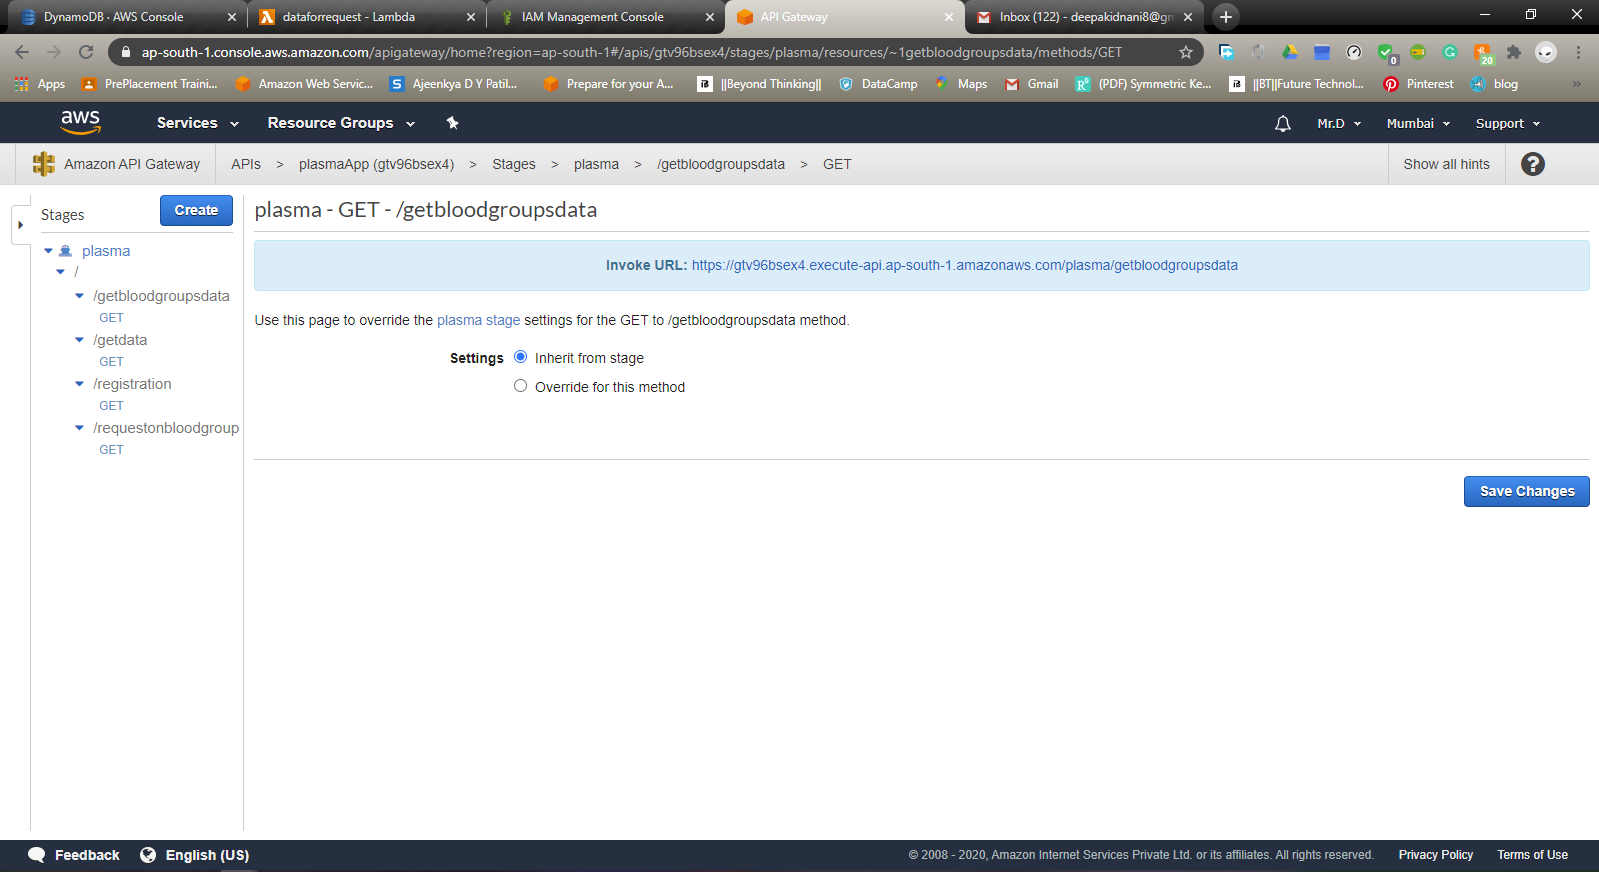 DynamoDB · AWS Console
dataforrequest - Lambda
IAM Management Console
API Gateway
Inbox (122) - deepakidnani8@gm
ap-south-1.console.aws.amazon.com/apigateway/home?region=ap-south-1#/apis/gtv96bsex4/stages/plasma/resources/~1getbloodgroupsdata/methods/GET
0
20
Apps
PrePlacement Traini...
Amazon Web Servic...
Ajeenkya D Y Patil...
Prepare for your A...
||Beyond Thinking||
DataCamp
Maps
Gmail
(PDF) Symmetric Ke...
||BT||Future Technol...
Pinterest
blog
»
aws
Services
Resource Groups
Mr.D
Mumbai
Support
Amazon API Gateway
APIs > plasmaApp (gtv96bsex4) > Stages > plasma > /getbloodgroupsdata > GET
Show all hints
?
Stages
Create
plasma
/
/getbloodgroupsdata
GET
/getdata
GET
/registration
GET
/requestonbloodgroup
GET
plasma - GET - /getbloodgroupsdata
Invoke URL: https://gtv96bsex4.execute-api.ap-south-1.amazonaws.com/plasma/getbloodgroupsdata
Use this page to override the plasma stage settings for the GET to /getbloodgroupsdata method.
Settings
Inherit from stage
Override for this method
Save Changes
Feedback
English (US)
© 2008 - 2020, Amazon Internet Services Private Ltd. or its affiliates. All rights reserved.
Privacy Policy
Terms of Use